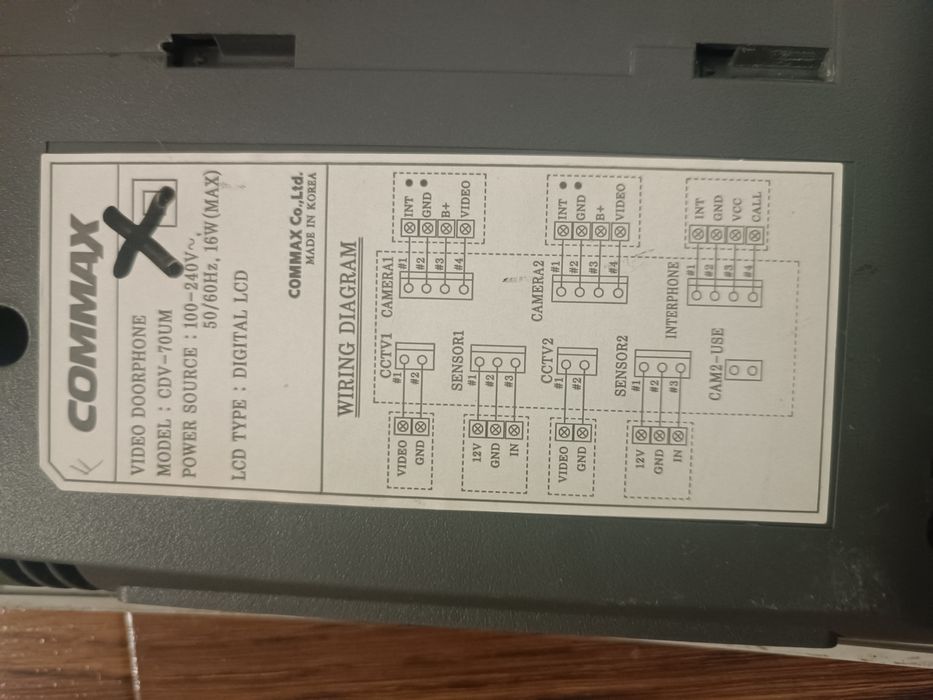 COMMAX
VIDEO DOORPHONE
MODEL : CDV-70UM
POWER SOURCE : 100-240V~,
50/60Hz, 16W(MAX)
LCD TYPE : DIGITAL LCD
COMMAX Co.,Ltd.
MADE IN KOREA
WIRING DIAGRAM
CCTV1
VIDEO #1
GND #2
SENSOR1
12V #1
GND #2
IN #3
CCTV2
VIDEO #1
GND #2
SENSOR2
12V #1
GND #2
IN #3
CAM2-USE
CAMERA1
#1 INT
#2 GND
#3 B+
#4 VIDEO
CAMERA2
#1 INT
#2 GND
#3 B+
#4 VIDEO
INTERPHONE
#1 INT
#2 GND
#3 VCC
#4 CALL